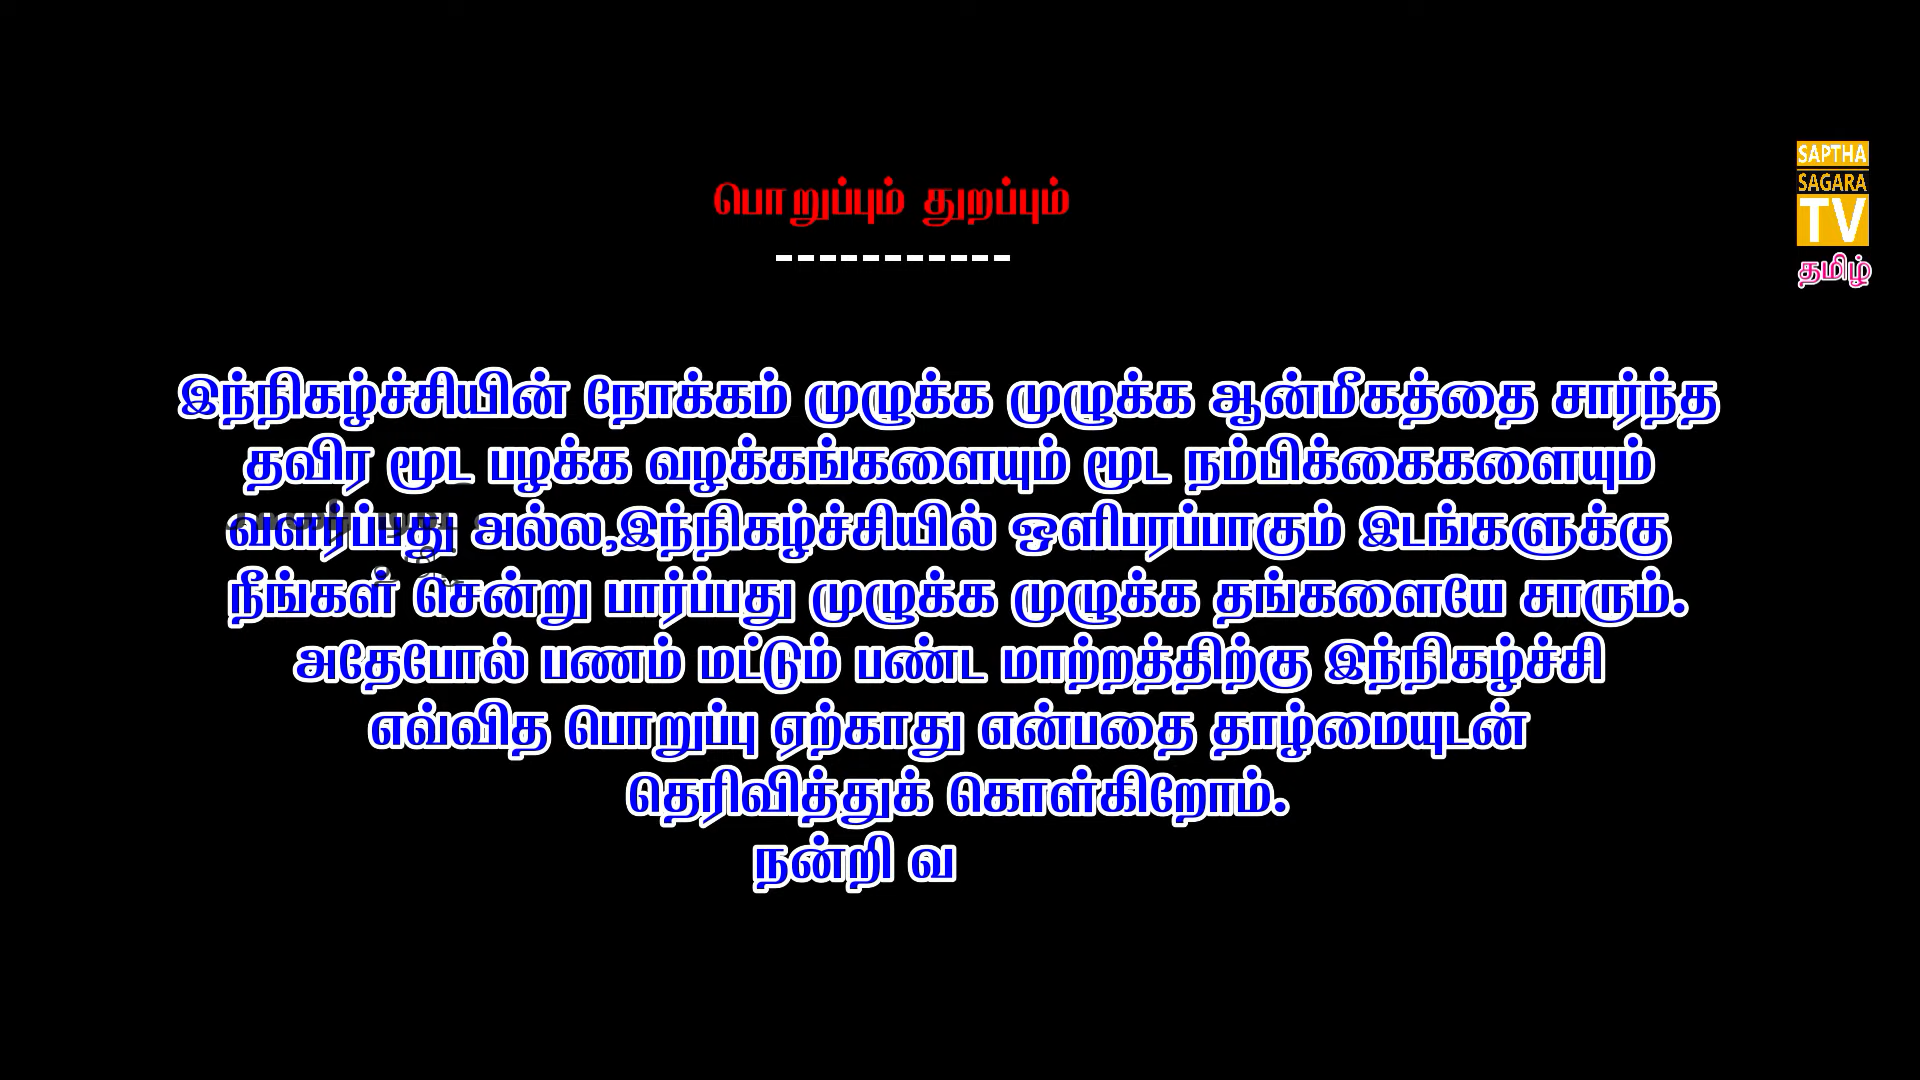 பொறுப்பும் துறப்பும்
-----------
SAPTHA
SAGARA
TV
தமிழ்
இந்நிகழ்ச்சியின் நோக்கம் முழுக்க முழுக்க ஆன்மீகத்தை சார்ந்த
தவிர மூட பழக்க வழக்கங்களையும் மூட நம்பிக்கைகளையும்
வளர்ப்பது அல்ல,இந்நிகழ்ச்சியில் ஒளிபரப்பாகும் இடங்களுக்கு
நீங்கள் சென்று பார்ப்பது முழுக்க முழுக்க தங்களையே சாரும்.
அதேபோல் பணம் மட்டும் பண்ட மாற்றத்திற்கு இந்நிகழ்ச்சி
எவ்வித பொறுப்பு ஏற்காது என்பதை தாழ்மையுடன்
தெரிவித்துக் கொள்கிறோம்.
நன்றி வ